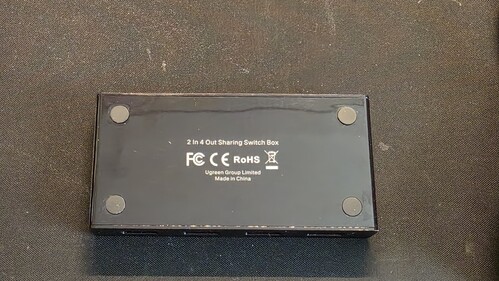 2 In 4 Out Sharing Switch Box
FC CE RoHS
Ugreen Group Limited
Made in China